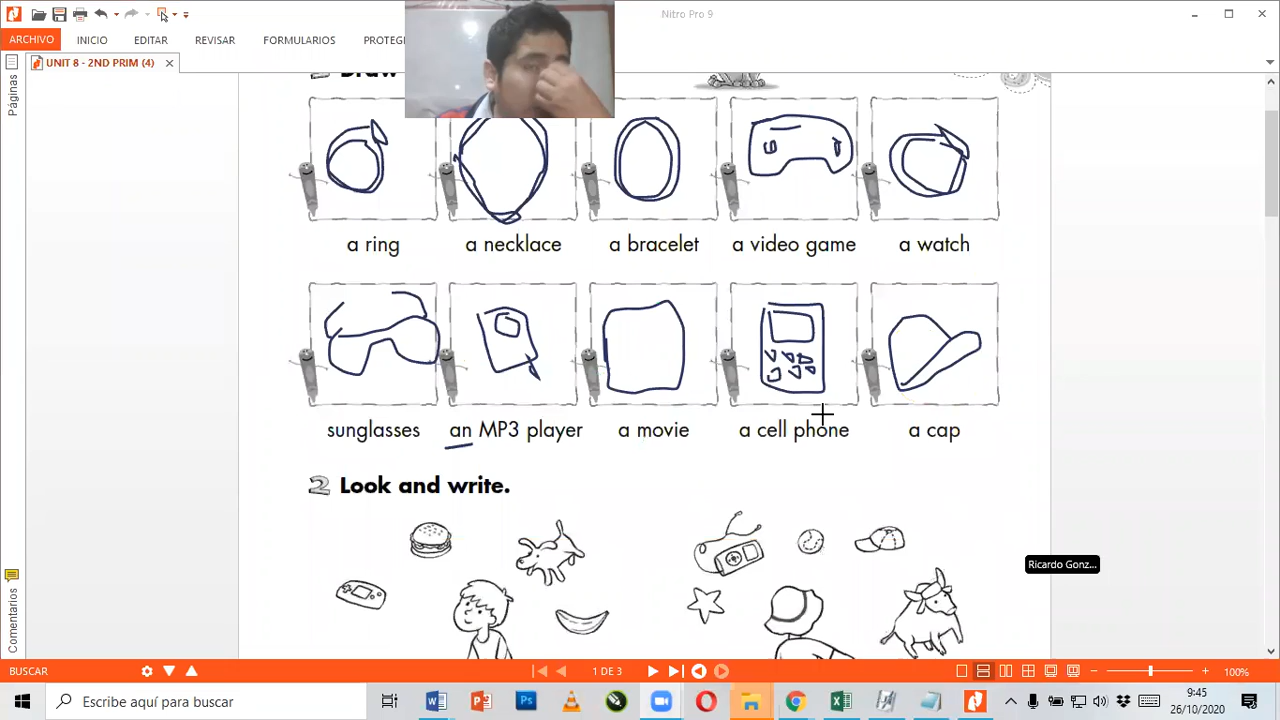 Nitro Pro 9
ARCHIVO INICIO EDITAR REVISAR FORMULARIOS
UNIT 8 - 2ND PRIM (4)
Páginas
a ring a necklace a bracelet a video game a watch
sunglasses an MP3 player a movie a cell phone a cap
2 Look and write.
Ricardo Gonz...
Comentarios
BUSCAR
1 DE 3
100%
Escribe aquí para buscar
9:45
26/10/2020